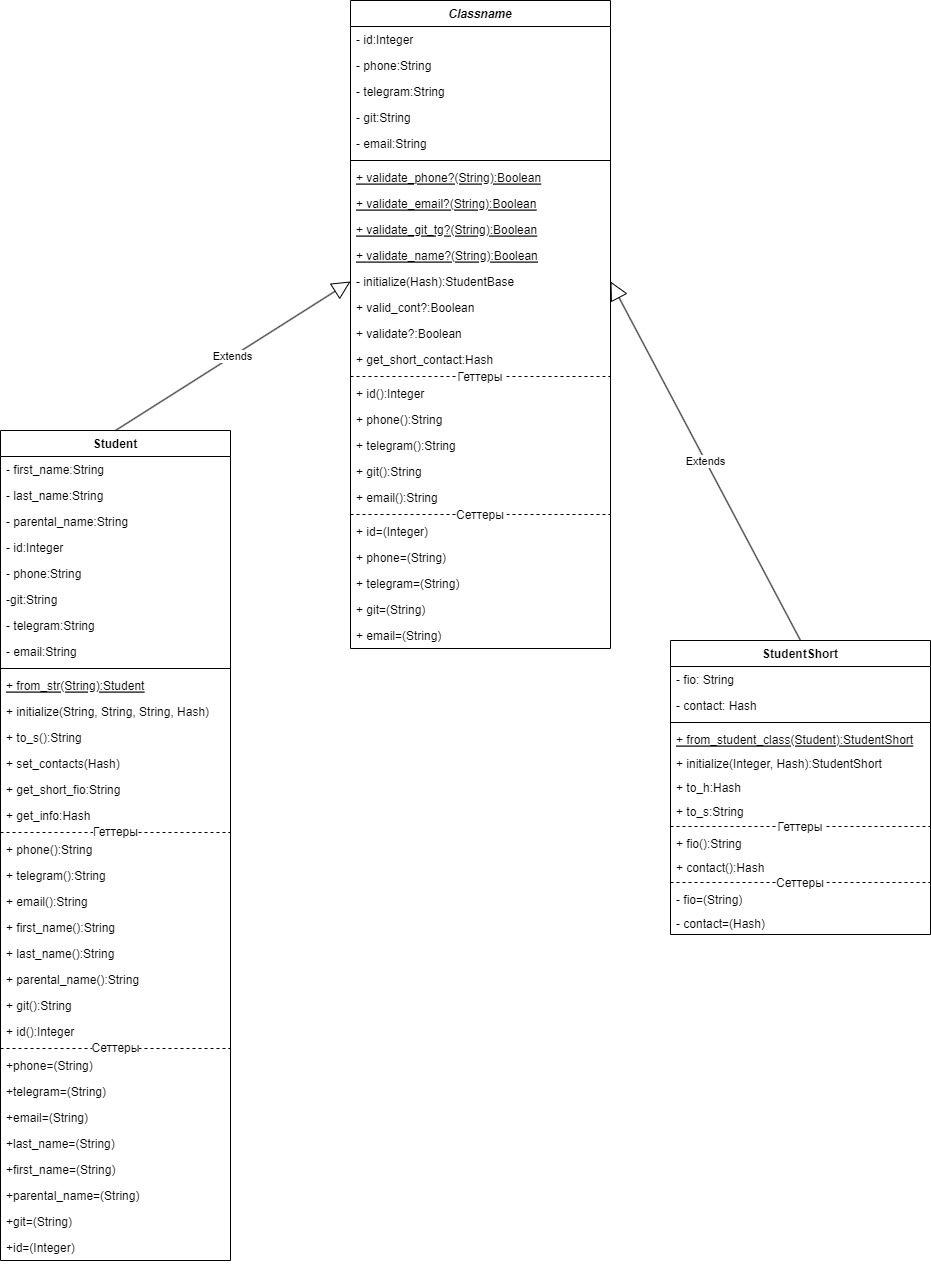 Classname
- id:Integer
- phone:String
- telegram:String
- git:String
- email:String
+ validate_phone?(String):Boolean
+ validate_email?(String):Boolean
+ validate_git_tg?(String):Boolean
+ validate_name?(String):Boolean
- initialize(Hash):StudentBase
+ valid_cont?:Boolean
+ validate?:Boolean
+ get_short_contact:Hash
Геттеры
+ id():Integer
+ phone():String
+ telegram():String
+ git():String
+ email():String
Сеттеры
+ id=(Integer)
+ phone=(String)
+ telegram=(String)
+ git=(String)
+ email=(String)
Extends
Extends
Student
- first_name:String
- last_name:String
- parental_name:String
- id:Integer
- phone:String
-git:String
- telegram:String
- email:String
+ from_str(String):Student
+ initialize(String, String, String, Hash)
+ to_s():String
+ set_contacts(Hash)
+ get_short_fio:String
+ get_info:Hash
Геттеры
+ phone():String
+ telegram():String
+ email():String
+ first_name():String
+ last_name():String
+ parental_name():String
+ git():String
+ id():Integer
Сеттеры
+phone=(String)
+telegram=(String)
+email=(String)
+last_name=(String)
+first_name=(String)
+parental_name=(String)
+git=(String)
+id=(Integer)
StudentShort
- fio: String
- contact: Hash
+ from_student_class(Student):StudentShort
+ initialize(Integer, Hash):StudentShort
+ to_h:Hash
+ to_s:String
Геттеры
+ fio():String
+ contact():Hash
Сеттеры
- fio=(String)
- contact=(Hash)